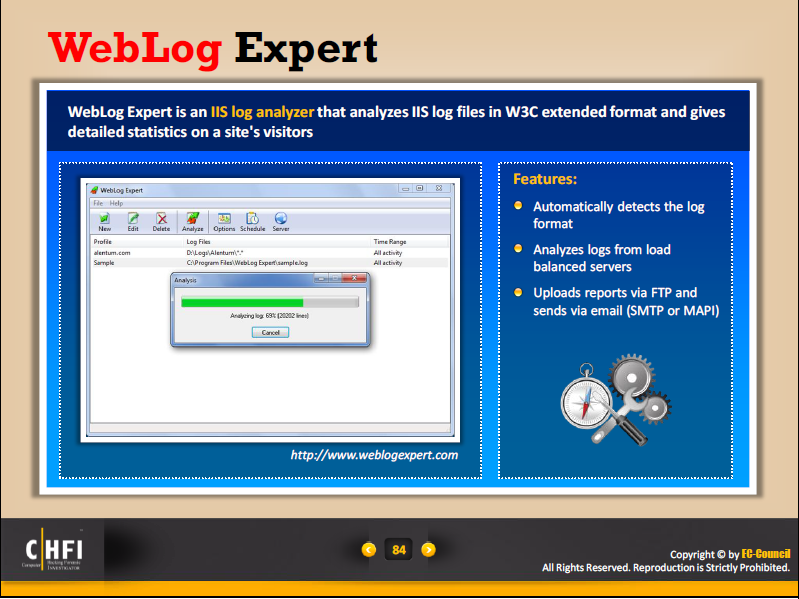 WebLog Expert
WebLog Expert is an IIS log analyzer that analyzes IIS log files in W3C extended format and gives
detailed statistics on a site's visitors
WebLog Expert
File Help
New Edit Delete Analyze Options Schedule Server
Profile Log Files Time Range
alentum.com D:\Logs\Alentum\*.* All activity
Sample C:\Program Files\WebLog Expert\sample.log All activity
Analysis
Analyzing log: 69% (20202 lines)
Cancel
http://www.weblogexpert.com
Features:
Automatically detects the log
format
Analyzes logs from load
balanced servers
Uploads reports via FTP and
sends via email (SMTP or MAPI)
CHFI
Computer Hacking Forensic
INVESTIGATOR
84
Copyright © by EC-Council
All Rights Reserved. Reproduction is Strictly Prohibited.